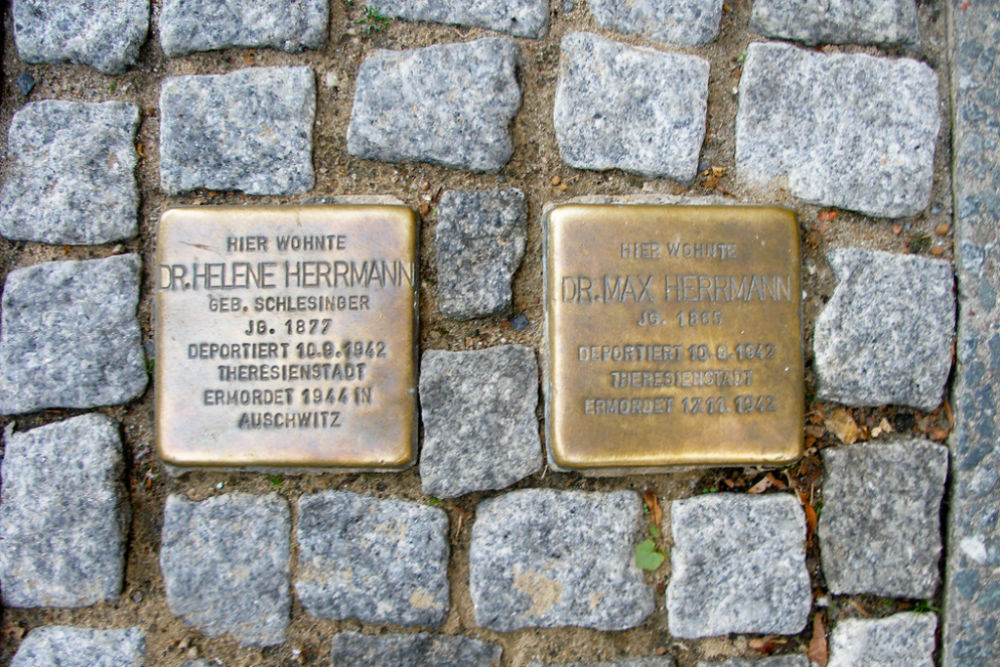 HIER WOHNTE
DR. HELENE HERRMANN
GEB. SCHLESINGER
JG. 1877
DEPORTIERT 10.9.1942
THERESIENSTADT
ERMORDET 1944 IN
AUSCHWITZ
HIER WOHNTE
DR. MAX HERRMANN
JG. 1865
DEPORTIERT 10.9.1942
THERESIENSTADT
ERMORDET 17.11.1942